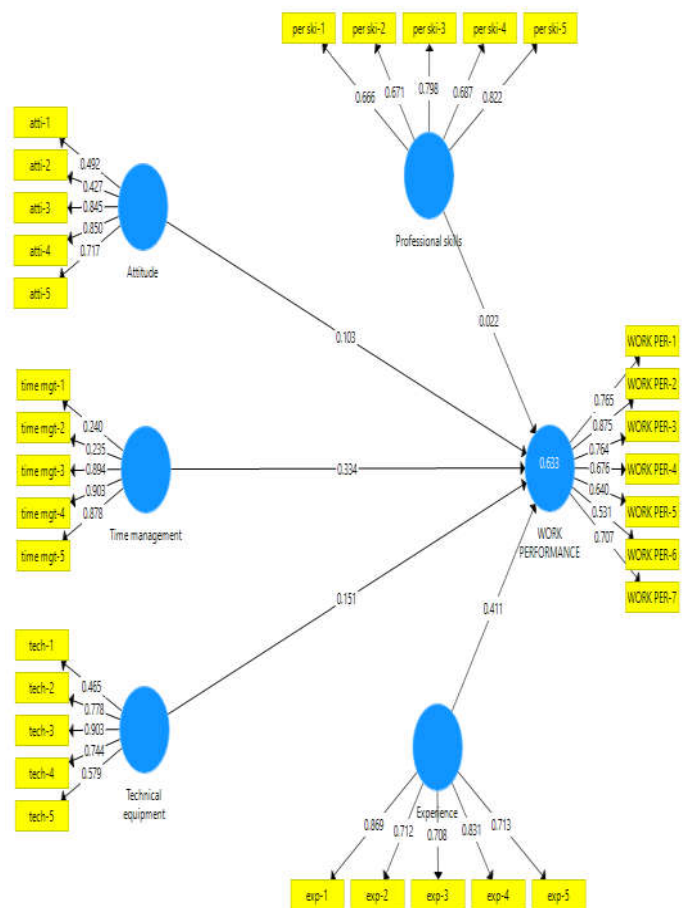 per ski-1 per ski-2 per ski-3 per ski-4 per ski-5
0.666 0.671 0.798 0.687 0.822
Professional skills
atti-1
atti-2
atti-3
atti-4
atti-5
0.492
0.427
0.845
0.850
0.717
Attitude
0.103
0.022
time mgt-1
time mgt-2
time mgt-3
time mgt-4
time mgt-5
0.240
0.235
0.894
0.903
0.878
Time management
0.334
0.633
WORK
PERFORMANCE
0.765
0.875
0.764
0.676
0.640
0.531
0.707
WORK PER-1
WORK PER-2
WORK PER-3
WORK PER-4
WORK PER-5
WORK PER-6
WORK PER-7
tech-1
tech-2
tech-3
tech-4
tech-5
0.465
0.778
0.903
0.744
0.579
Technical
equipment
0.151
0.411
Experience
0.869 0.712 0.708 0.831 0.713
exp-1 exp-2 exp-3 exp-4 exp-5